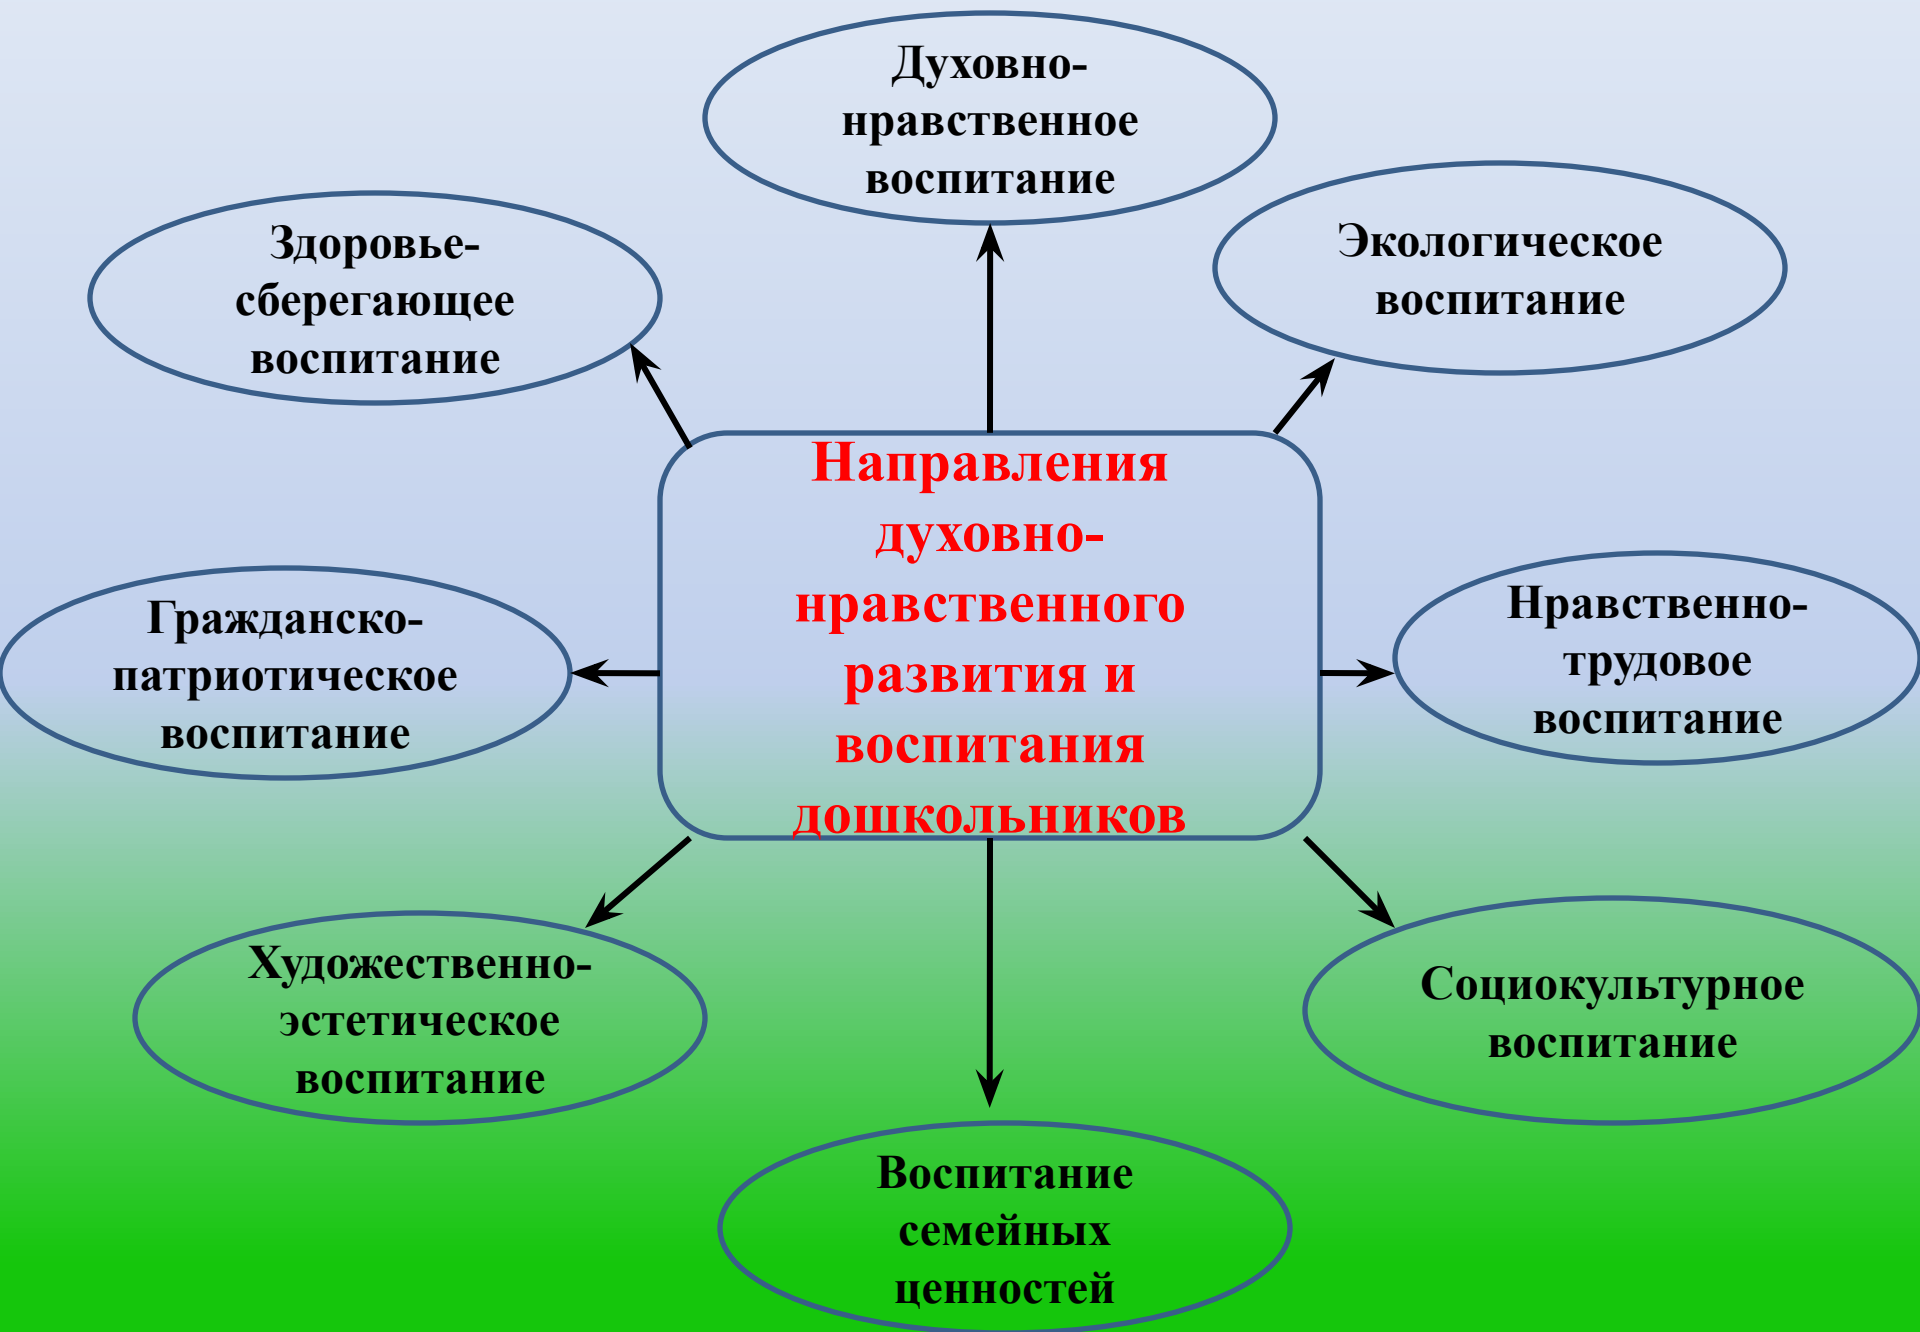 Духовно-
нравственное
воспитание
Здоровье-
сберегающее
воспитание
Экологическое
воспитание
Направления
духовно-
нравственного
развития и
воспитания
дошкольников
Гражданско-
патриотическое
воспитание
Нравственно-
трудовое
воспитание
Художественно-
эстетическое
воспитание
Социокультурное
воспитание
Воспитание
семейных
ценностей